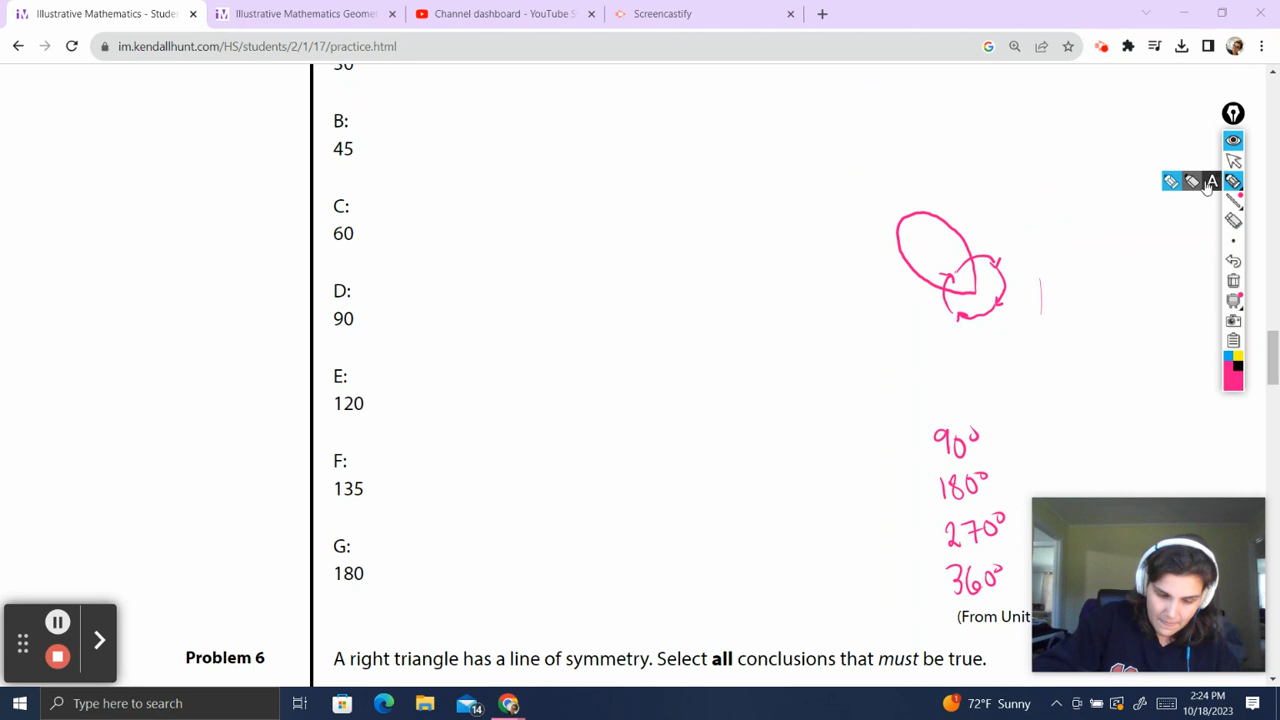 Illustrative Mathematics - Studen
Illustrative Mathematics Geomet
Channel dashboard - YouTube S
Screencastify
im.kendallhunt.com/HS/students/2/1/17/practice.html
30
B:
45
C:
60
D:
90
E:
120
F:
135
G:
180
A
90°
180°
270°
360°
(From Unit
Problem 6
A right triangle has a line of symmetry. Select all conclusions that must be true.
Type here to search
14
72°F Sunny
2:24 PM
10/18/2023